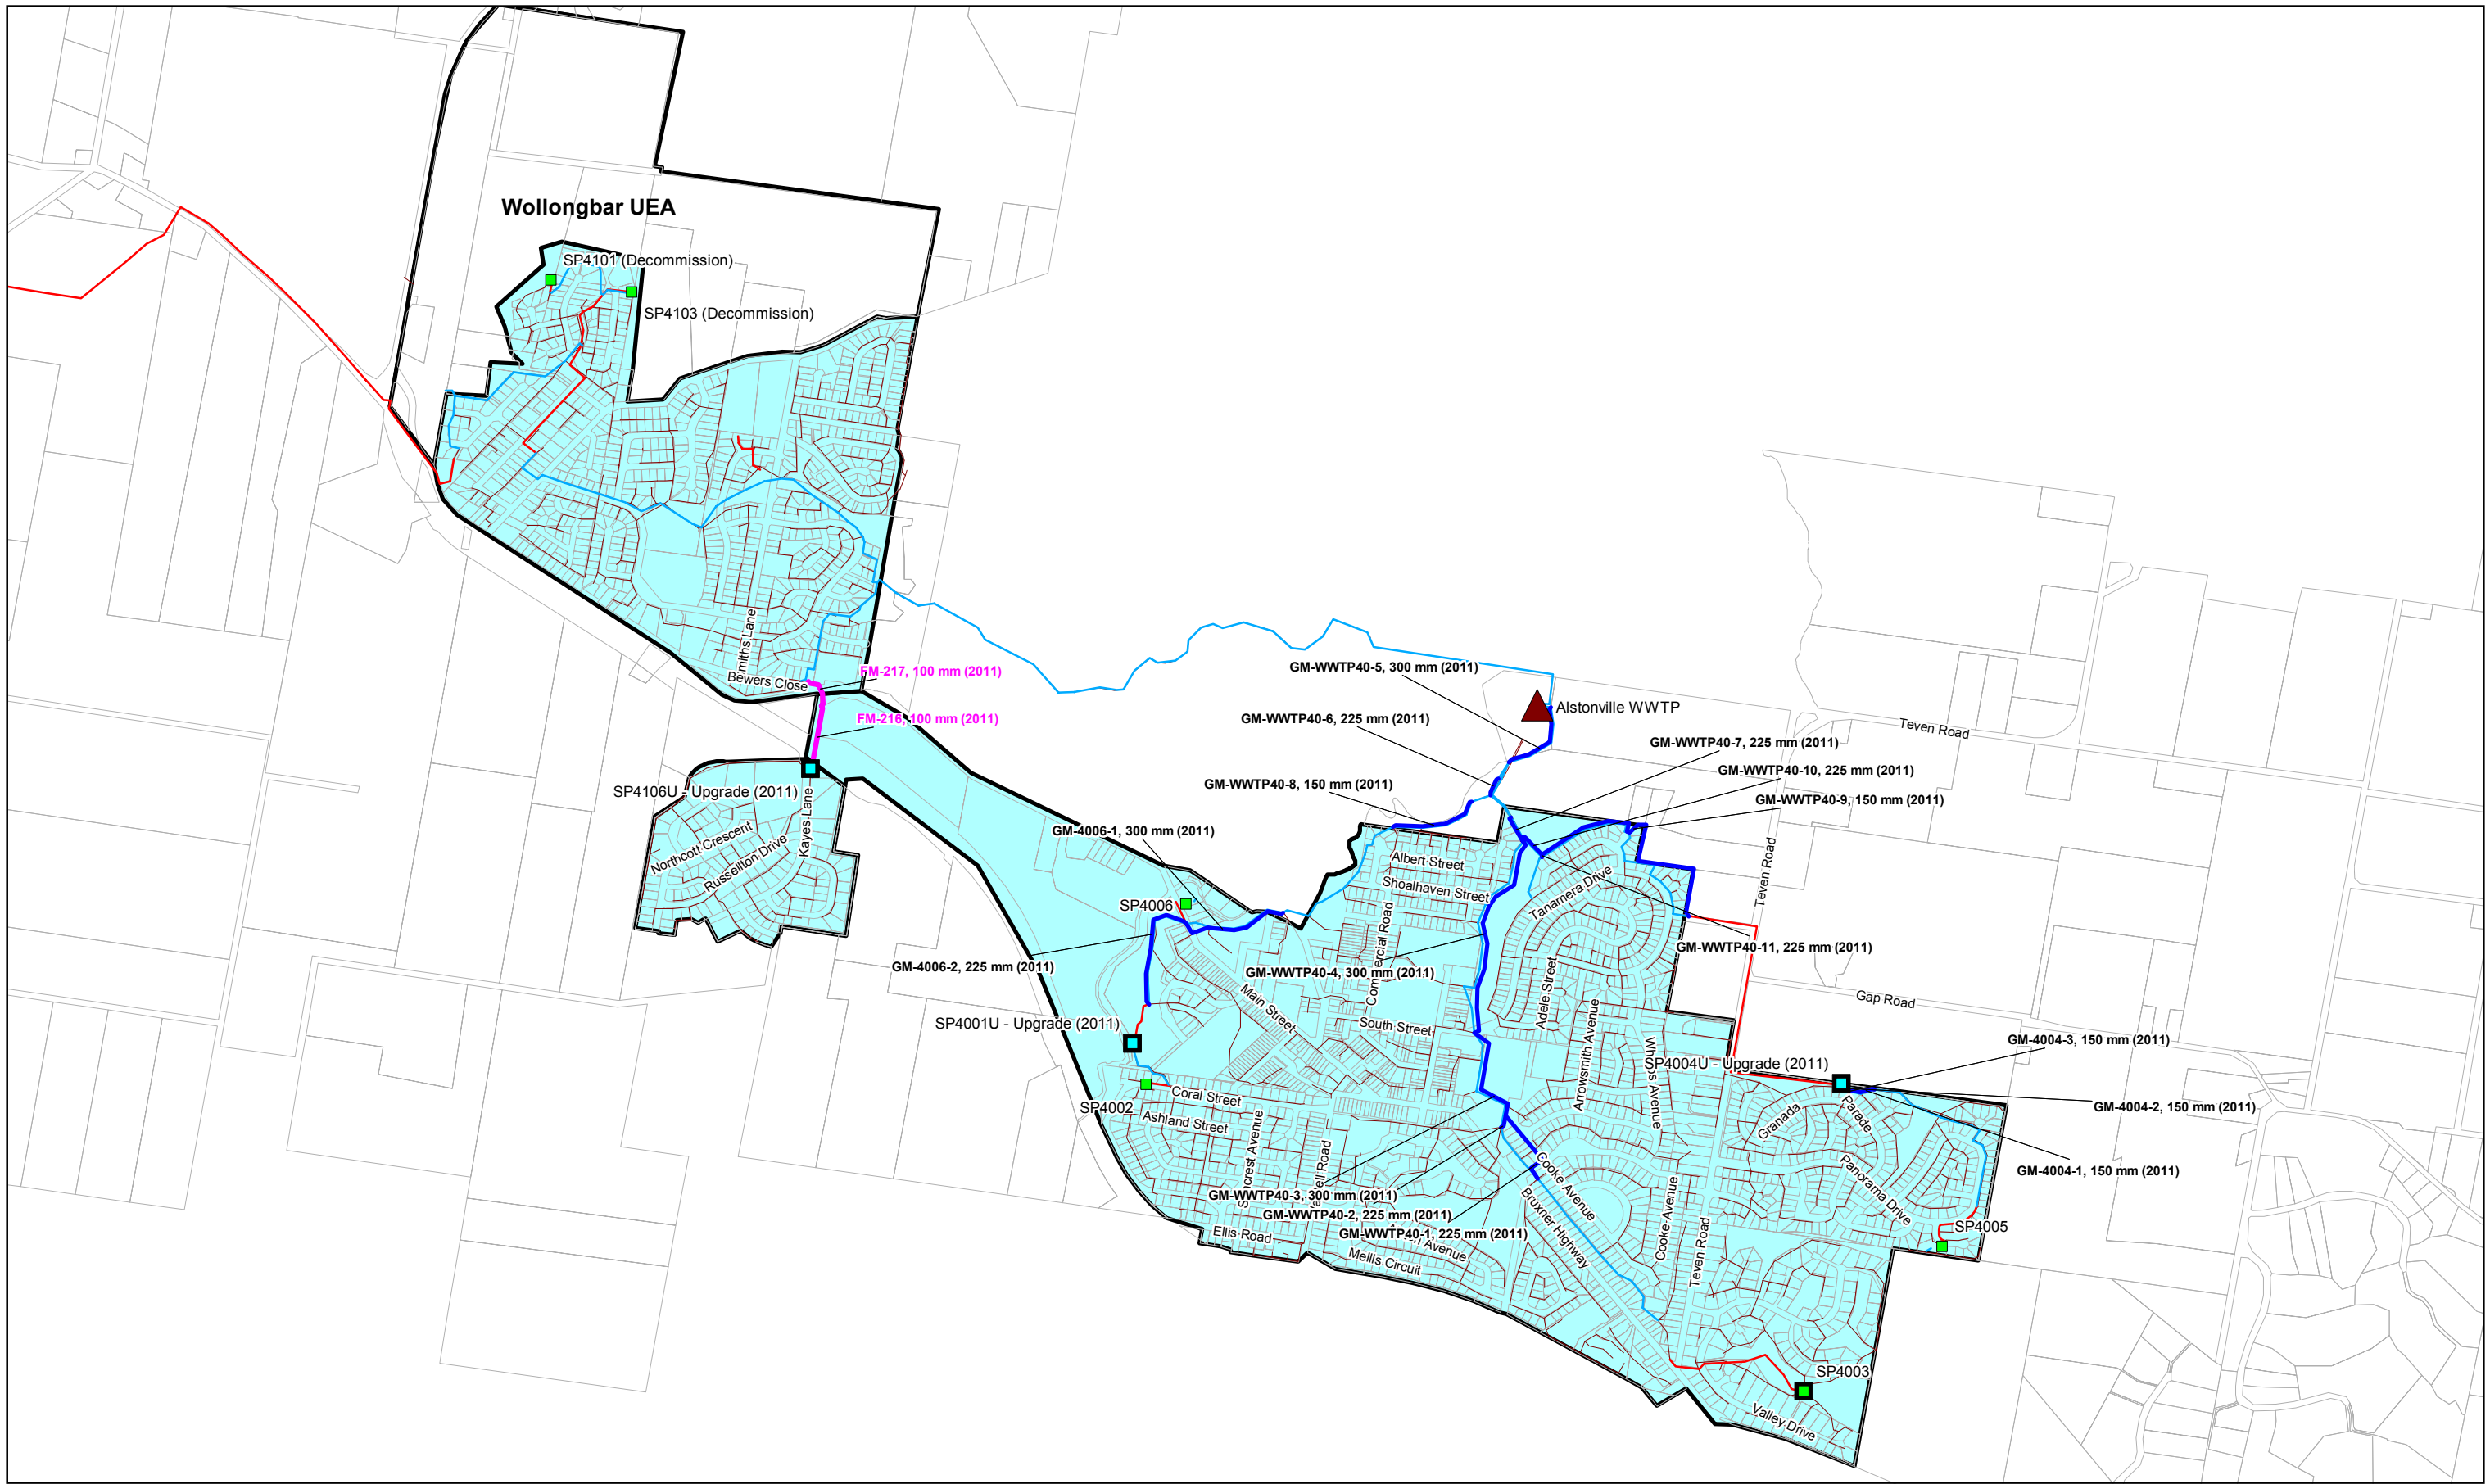 Wollongbar UEA
SP4101 (Decommission)
SP4103 (Decommission)
Smiths Lane
Bewers Close
FM-217, 100 mm (2011)
FM-216, 100 mm (2011)
GM-WWTP40-5, 300 mm (2011)
Alstonville WWTP
GM-WWTP40-6, 225 mm (2011)
Teven Road
GM-WWTP40-7, 225 mm (2011)
GM-WWTP40-10, 225 mm (2011)
GM-WWTP40-8, 150 mm (2011)
SP4106U - Upgrade (2011)
GM-WWTP40-9, 150 mm (2011)
Kayes Lane
GM-4006-1, 300 mm (2011)
Northcott Crescent
Russellton Drive
Albert Street
Shoalhaven Street
Tanamera Drive
Teven Road
SP4006
Commercial Road
GM-WWTP40-11, 225 mm (2011)
GM-4006-2, 225 mm (2011)
GM-WWTP40-4, 300 mm (2011)
Adele Street
Gap Road
Main Street
SP4001U - Upgrade (2011)
South Street
Arrowsmith Avenue
GM-4004-3, 150 mm (2011)
SP4004U - Upgrade (2011)
Avenue
Coral Street
SP4002
Granada
Parade
GM-4004-2, 150 mm (2011)
Ashland Street
GM-4004-1, 150 mm (2011)
Avenue
Road
Cooke Avenue
Panorama Drive
GM-WWTP40-3, 300 mm (2011)
GM-WWTP40-2, 225 mm (2011)
Bruxner Highway
Cooke Avenue
Teven Road
SP4005
GM-WWTP40-1, 225 mm (2011)
Avenue
Ellis Road
Mellis Circuit
SP4003
Valley Drive